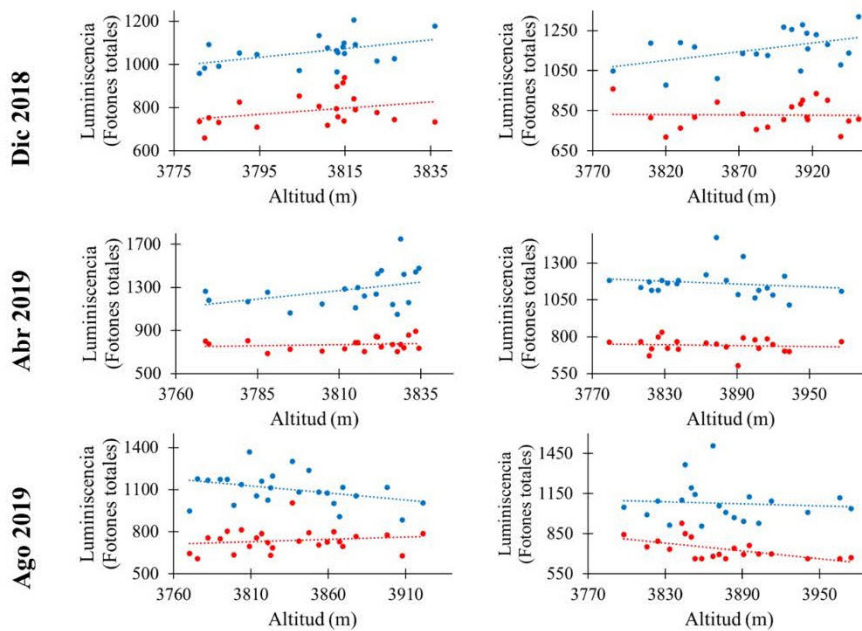 Dic 2018
Luminiscencia
(Fotones totales)
1200
1000
800
600
3775 3795 3815 3835
Altitud (m)
Luminiscencia
(Fotones totales)
1250
1050
850
650
3770 3820 3870 3920
Altitud (m)
Abr 2019
Luminiscencia
(Fotones totales)
1700
1300
900
500
3760 3785 3810 3835
Altitud (m)
Luminiscencia
(Fotones totales)
1300
1050
800
550
3770 3830 3890 3950
Altitud (m)
Ago 2019
Luminiscencia
(Fotones totales)
1400
1100
800
500
3760 3810 3860 3910
Altitud (m)
Luminiscencia
(Fotones totales)
1450
1150
850
550
3770 3830 3890 3950
Altitud (m)